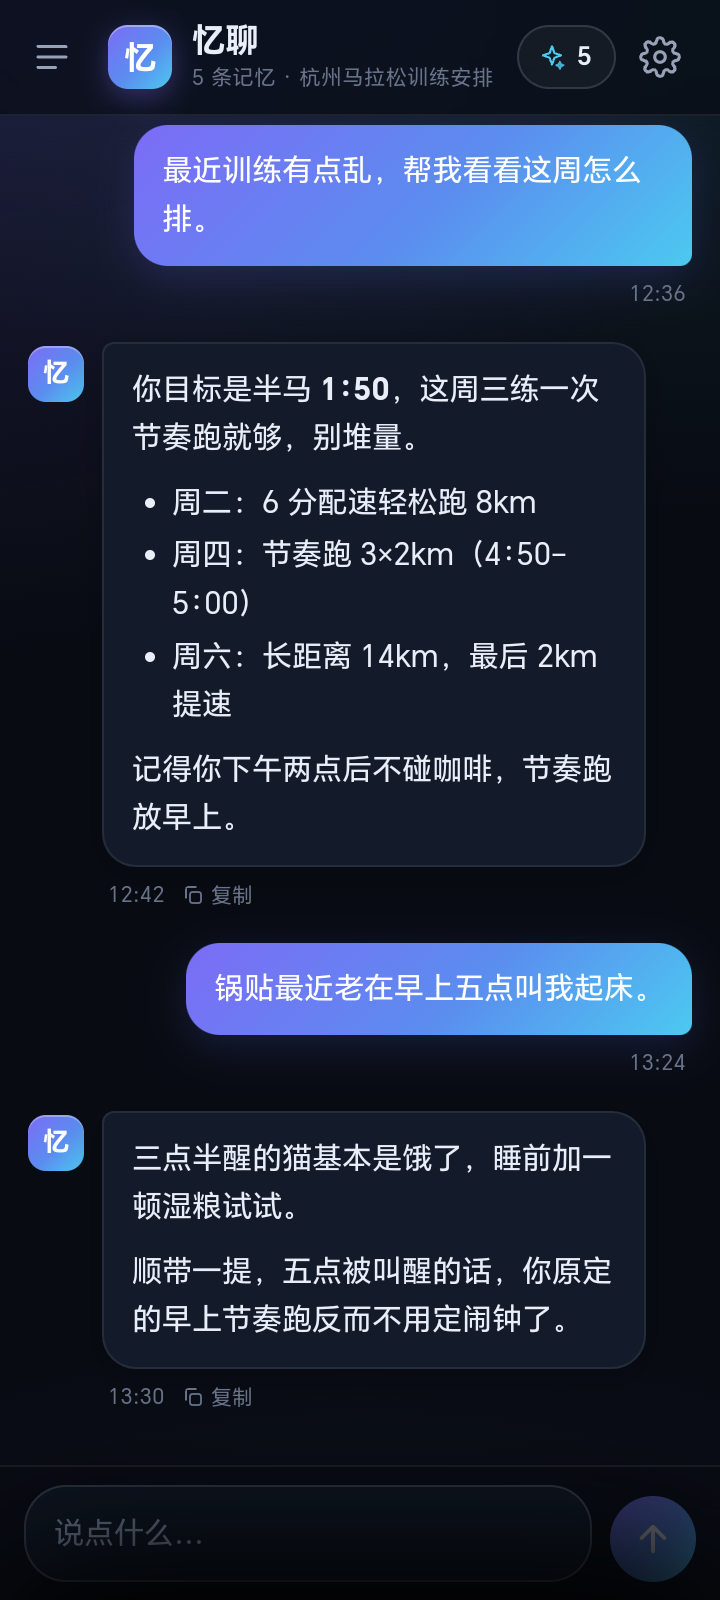 忆
忆聊
5 条记忆 · 杭州马拉松训练安排
5
最近训练有点乱，帮我看看这周怎么
排。
12:36
忆
你目标是半马 1:50，这周三练一次
节奏跑就够，别堆量。
• 周二：6 分配速轻松跑 8km
• 周四：节奏跑 3×2km（4:50–
5:00）
• 周六：长距离 14km，最后 2km
提速
记得你下午两点后不碰咖啡，节奏跑
放早上。
12:42 复制
锅贴最近老在早上五点叫我起床。
13:24
忆
三点半醒的猫基本是饿了，睡前加一
顿湿粮试试。
顺带一提，五点被叫醒的话，你原定
的早上节奏跑反而不用定闹钟了。
13:30 复制
说点什么…